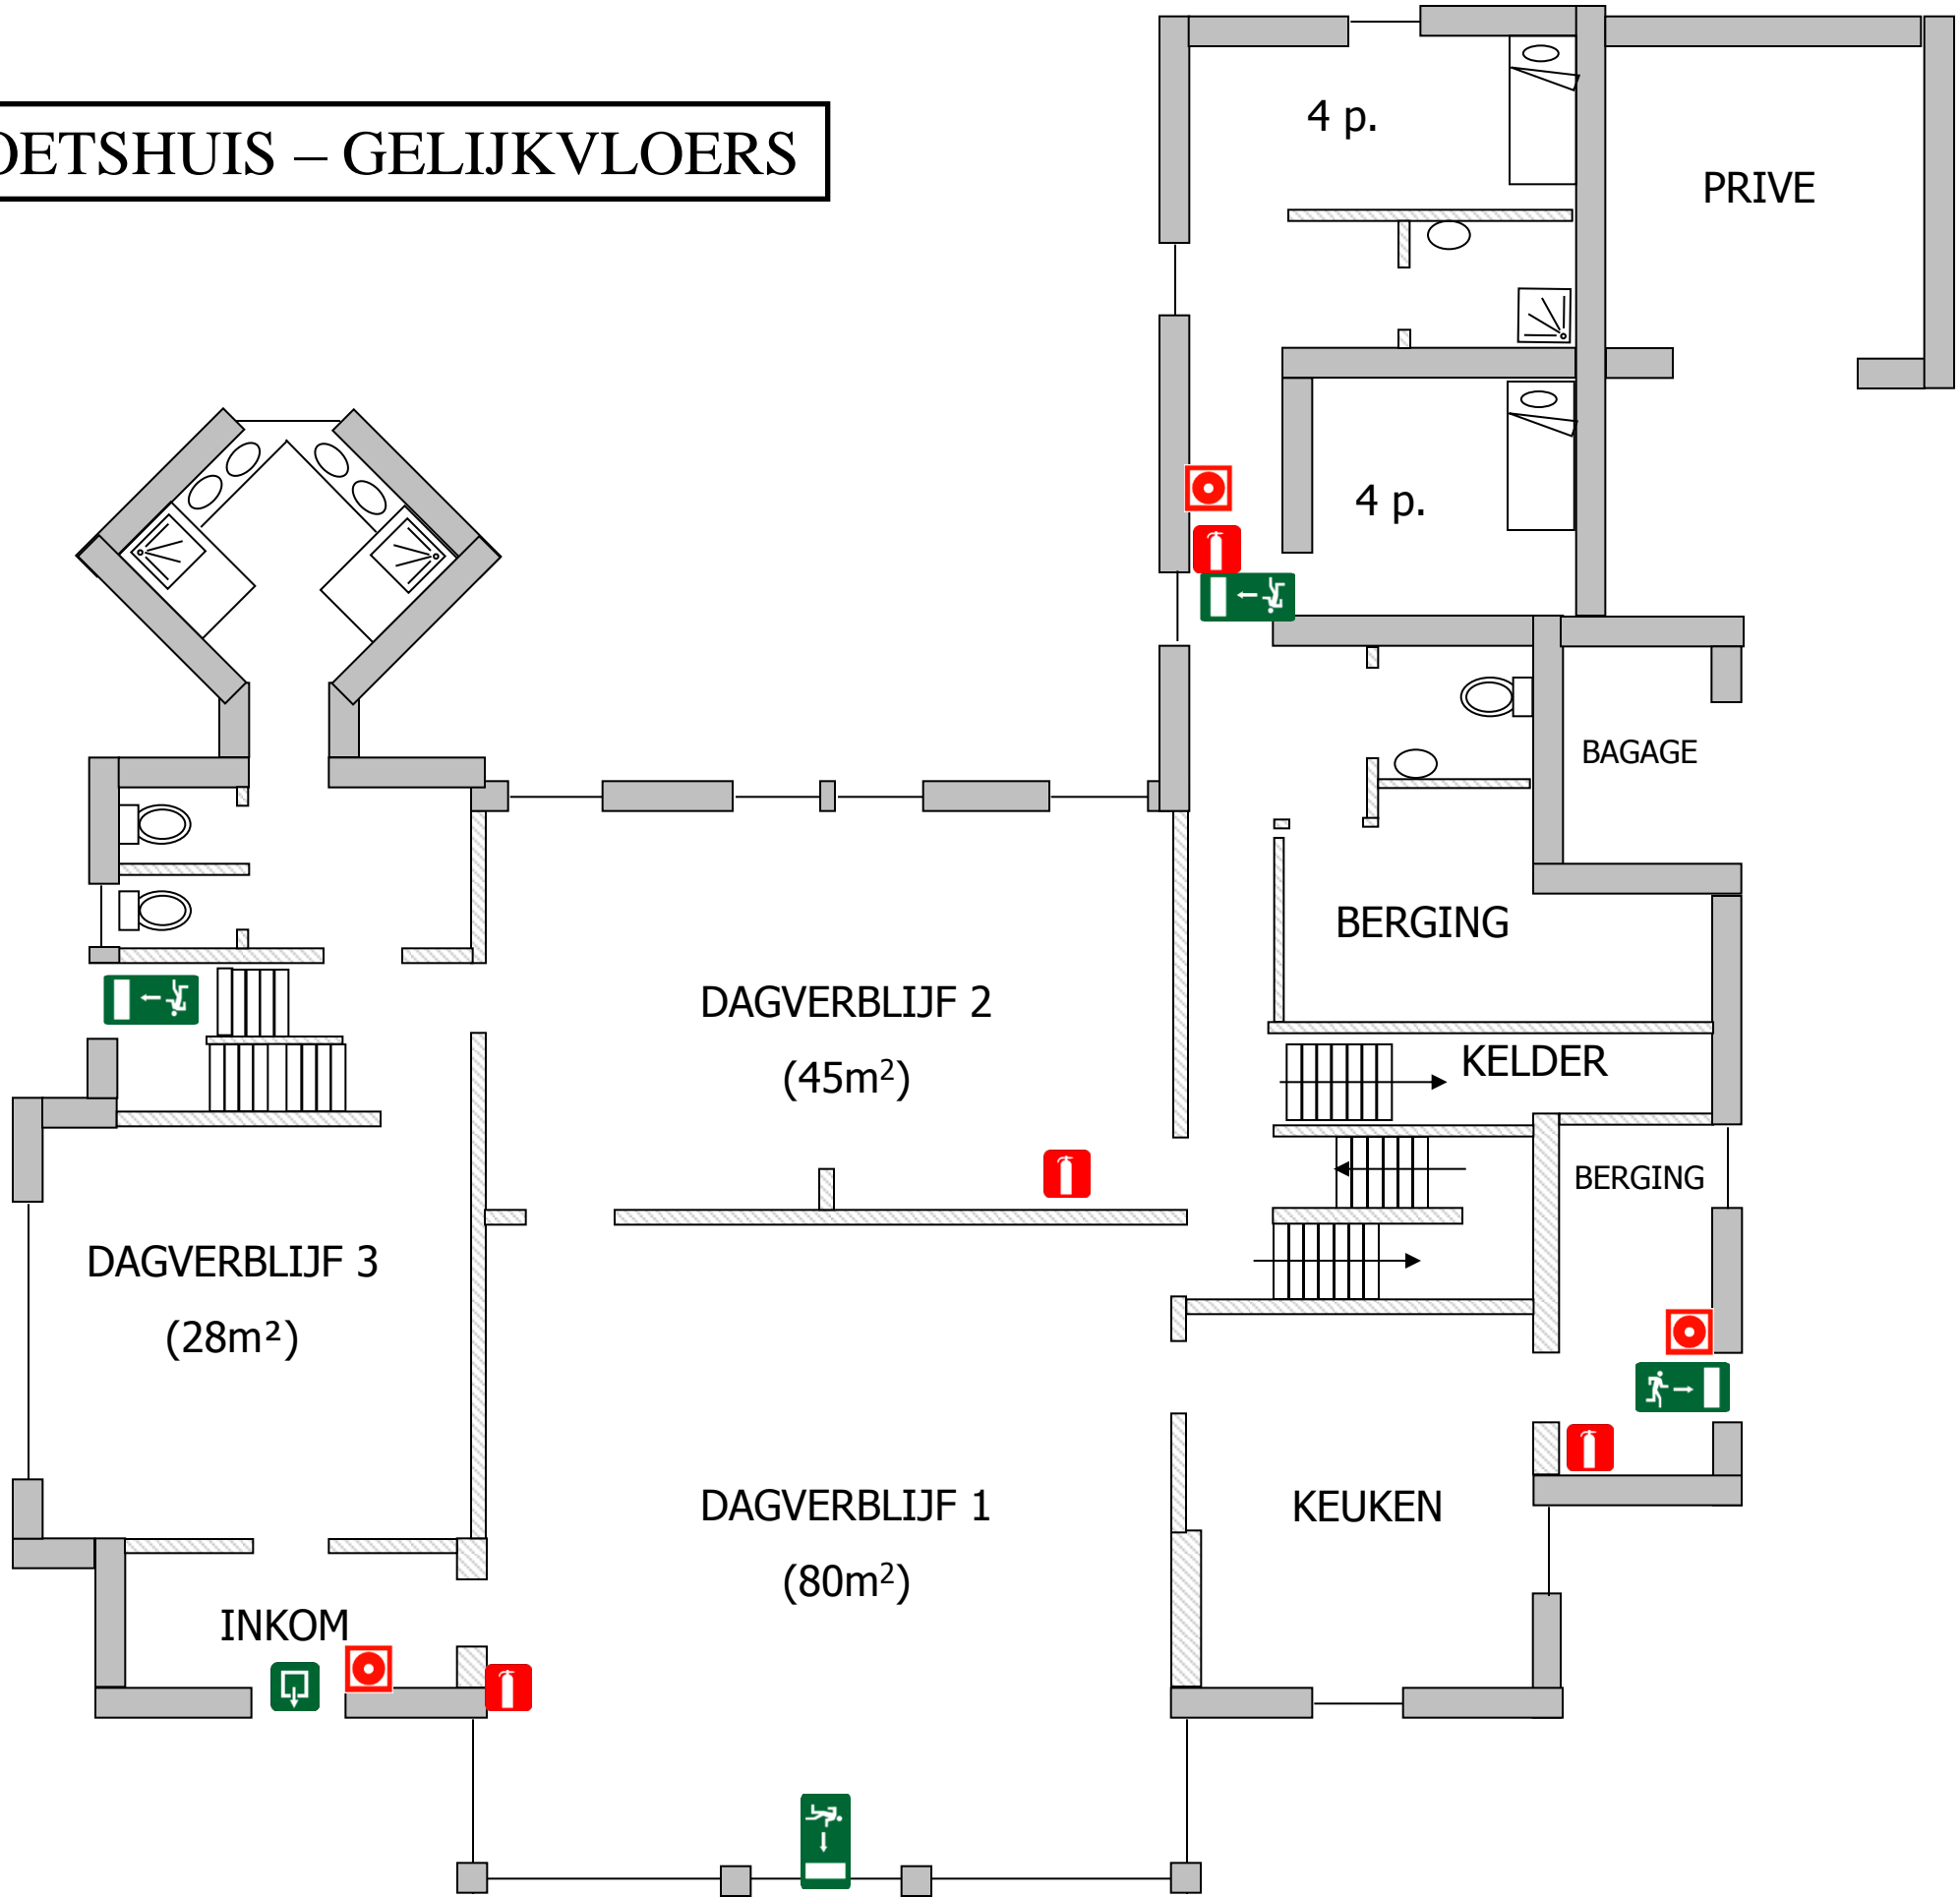 OETSHUIS – GELIJKVLOERS
4 p.
PRIVE
4 p.
BAGAGE
BERGING
DAGVERBLIJF 2
(45m²)
KELDER
BERGING
DAGVERBLIJF 3
(28m²)
DAGVERBLIJF 1
(80m²)
KEUKEN
INKOM